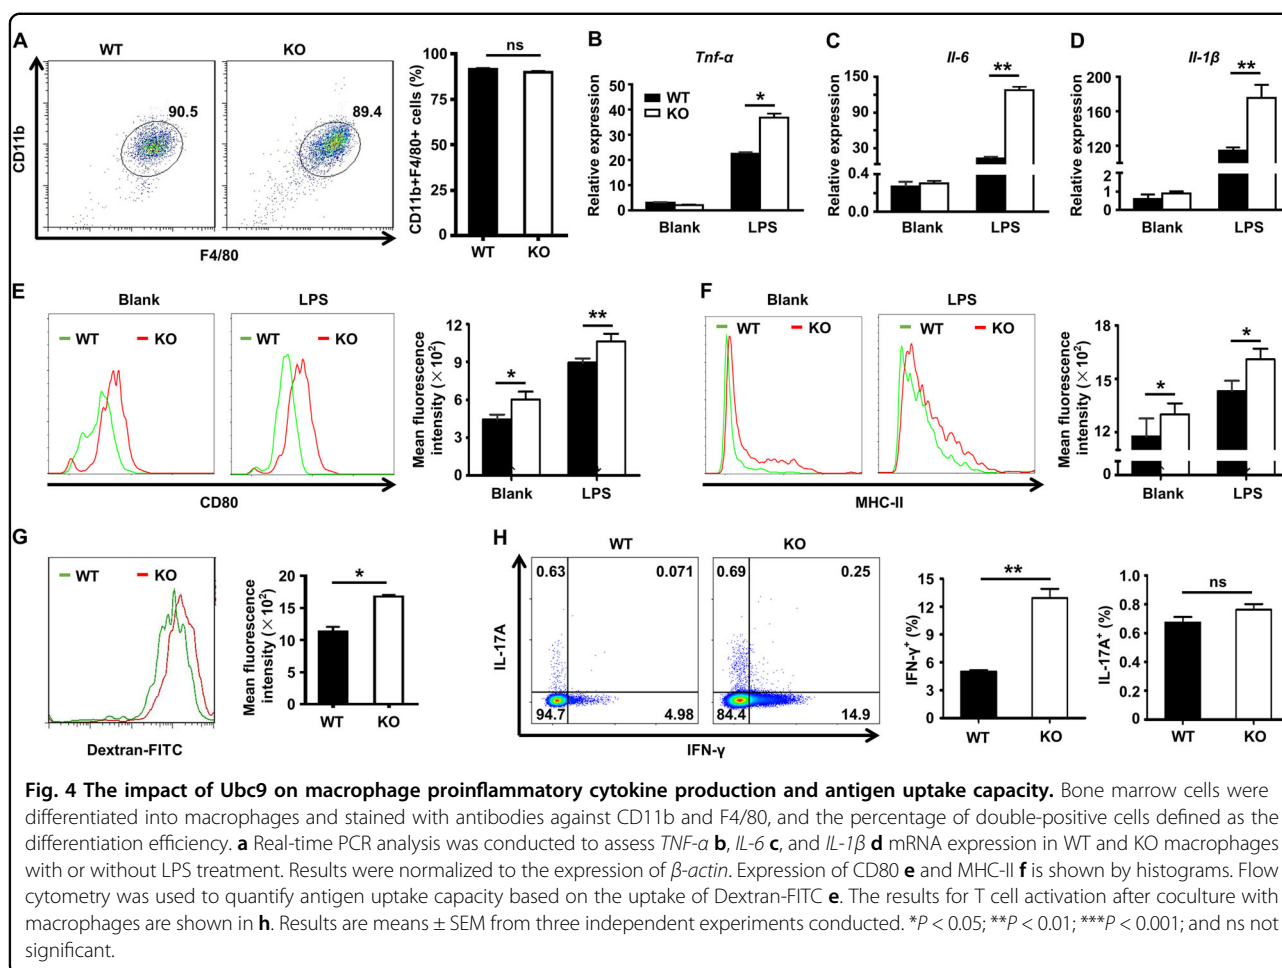 A
WT
KO
90.5
89.4
CD11b
F4/80
CD11b+F4/80+ cells (%)
100
75
50
25
0
ns
WT
KO
B
Tnf-α
Relative expression
50
40
30
20
10
0
WT
KO
*
Blank
LPS
C
Il-6
Relative expression
150
90
30
0.4
0.0
**
Blank
LPS
D
Il-1β
Relative expression
200
160
120
2
1
0
**
Blank
LPS
E
Blank
LPS
WT
KO
WT
KO
CD80
Mean fluorescence
intensity (×10²)
12
9
6
3
0
*
**
Blank
LPS
F
Blank
LPS
WT
KO
WT
KO
MHC-II
Mean fluorescence
intensity (×10²)
18
15
12
0
*
*
Blank
LPS
G
WT
KO
Dextran-FITC
Mean fluorescence
intensity (×10²)
20
15
10
5
0
*
WT
KO
H
WT
KO
IL-17A
0.63
0.071
94.7
4.98
0.69
0.25
84.4
14.9
IFN-γ
IFN-γ⁺ (%)
15
12
9
6
3
0
**
WT
KO
IL-17A⁺ (%)
1.0
0.8
0.6
0.4
0.2
0
ns
WT
KO
Fig. 4 The impact of Ubc9 on macrophage proinflammatory cytokine production and antigen uptake capacity. Bone marrow cells were
differentiated into macrophages and stained with antibodies against CD11b and F4/80, and the percentage of double-positive cells defined as the
differentiation efficiency. a Real-time PCR analysis was conducted to assess TNF-α b, IL-6 c, and IL-1β d mRNA expression in WT and KO macrophages
with or without LPS treatment. Results were normalized to the expression of β-actin. Expression of CD80 e and MHC-II f is shown by histograms. Flow
cytometry was used to quantify antigen uptake capacity based on the uptake of Dextran-FITC e. The results for T cell activation after coculture with
macrophages are shown in h. Results are means ± SEM from three independent experiments conducted. *P < 0.05; **P < 0.01; ***P < 0.001; and ns not
significant.